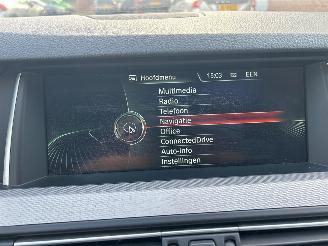 Hoofdmenu 15:03 EEN
Multimedia
Radio
Telefoon
Navigatie
Office
ConnectedDrive
Auto-info
Instellingen